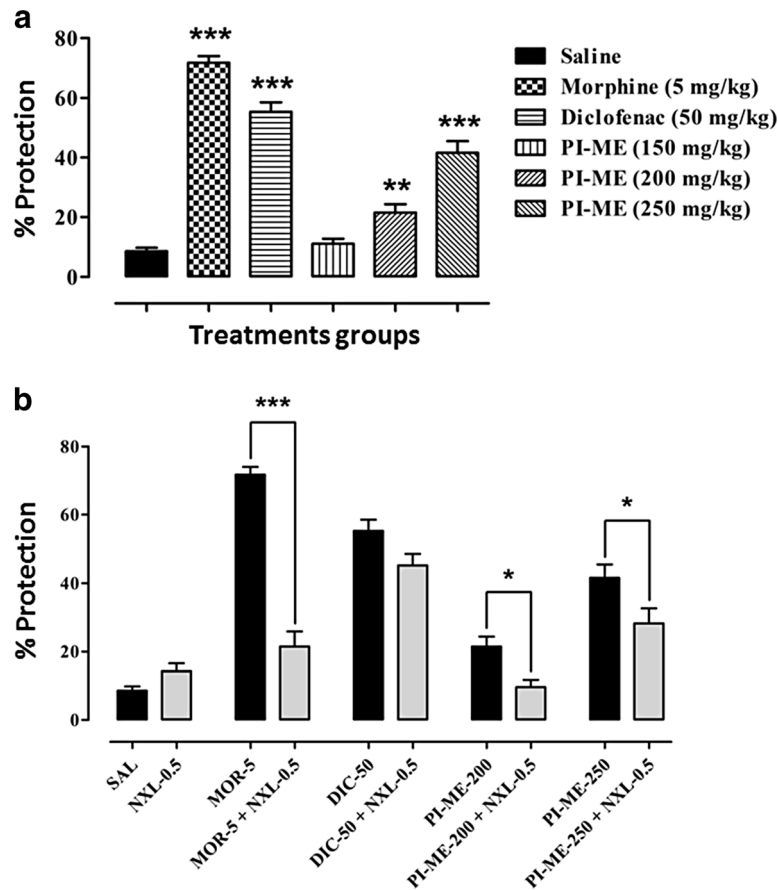 a
80
60
40
20
0
% Protection
***
***
**
***
Saline
Morphine (5 mg/kg)
Diclofenac (50 mg/kg)
PI-ME (150 mg/kg)
PI-ME (200 mg/kg)
PI-ME (250 mg/kg)
Treatments groups
b
80
60
40
20
0
% Protection
***
*
*
SAL
NXL-0.5
MOR-5
MOR-5 + NXL-0.5
DIC-50
DIC-50 + NXL-0.5
PI-ME-200
PI-ME-200 + NXL-0.5
PI-ME-250
PI-ME-250 + NXL-0.5